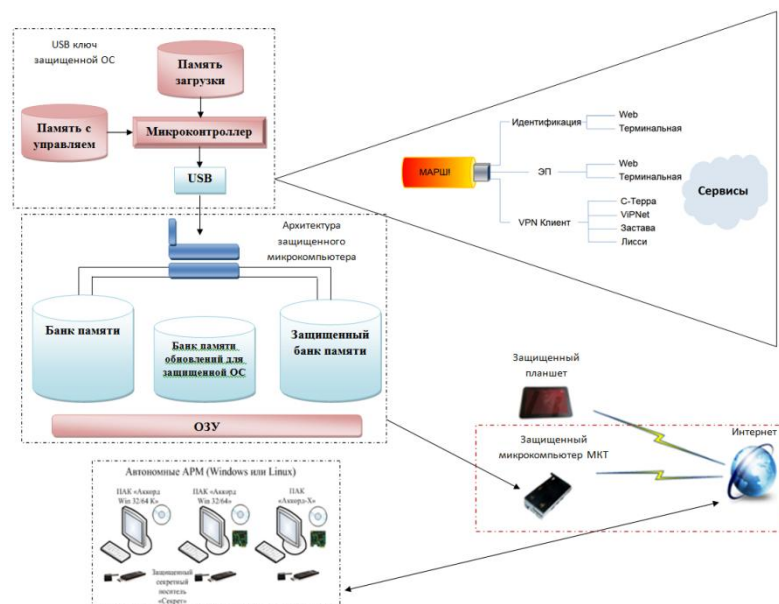 USB ключ
защищенной ОС
Память
загрузки
Память с
управляем
Микроконтроллер
USB
МАРШ!
Идентификация
Web
Терминальная
ЭП
Web
Терминальная
VPN Клиент
С-Терра
ViPNet
Застава
Лисси
Сервисы
Архитектура
защищенного
микрокомпьютера
Банк памяти
Банк памяти
обновлений для
защищенной ОС
Защищенный
банк памяти
ОЗУ
Защищенный
планшет
Защищенный
микрокомпьютер МКТ
Интернет
Автономные АРМ (Windows или Linux)
ПАК «Аккорд
Win 32/64 К»
ПАК «Аккорд
Win 32/64»
ПАК
«Аккорд-Х»
Защищенный
секретный
носитель
«Секрет»